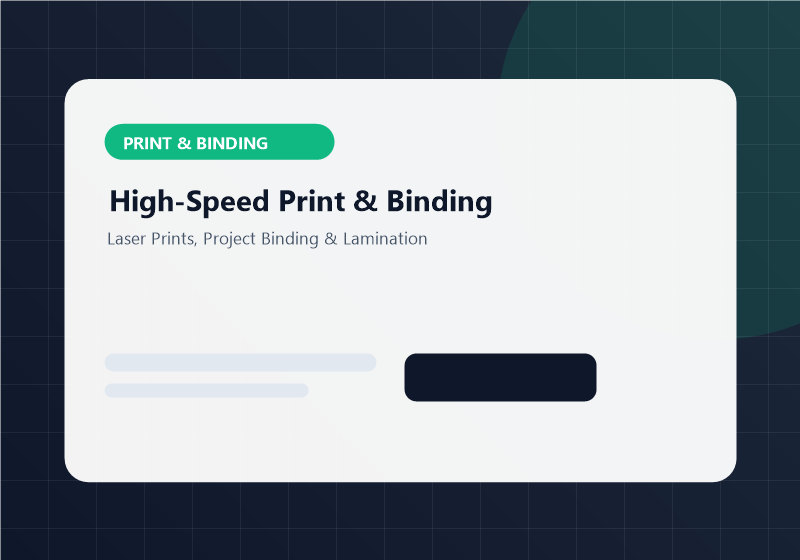 PRINT & BINDING
High-Speed Print & Binding
Laser Prints, Project Binding & Lamination